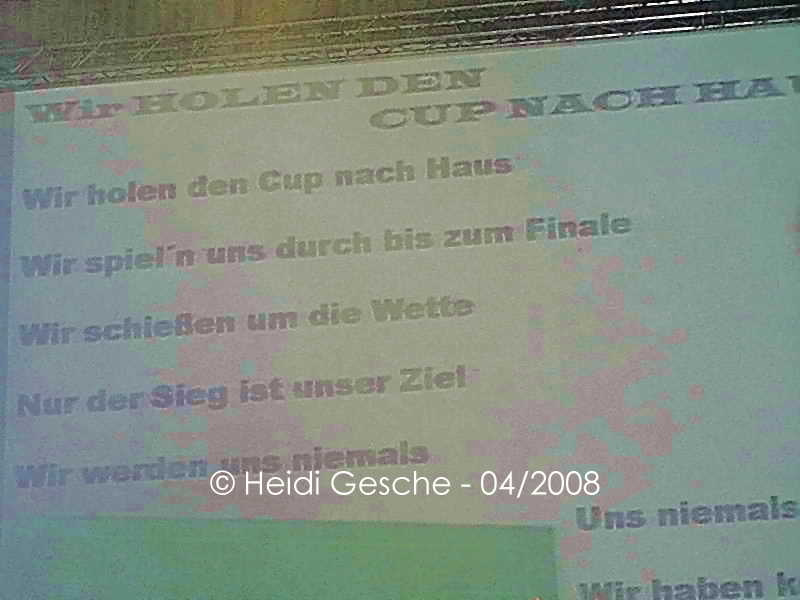 Wir HOLEN DEN
CUP NACH HAU
Wir holen den Cup nach Haus
Wir spiel´n uns durch bis zum Finale
Wir schießen um die Wette
Nur der Sieg ist unser Ziel
Wir werden uns niemals
© Heidi Gesche - 04/2008
Uns niemals
Wir haben k